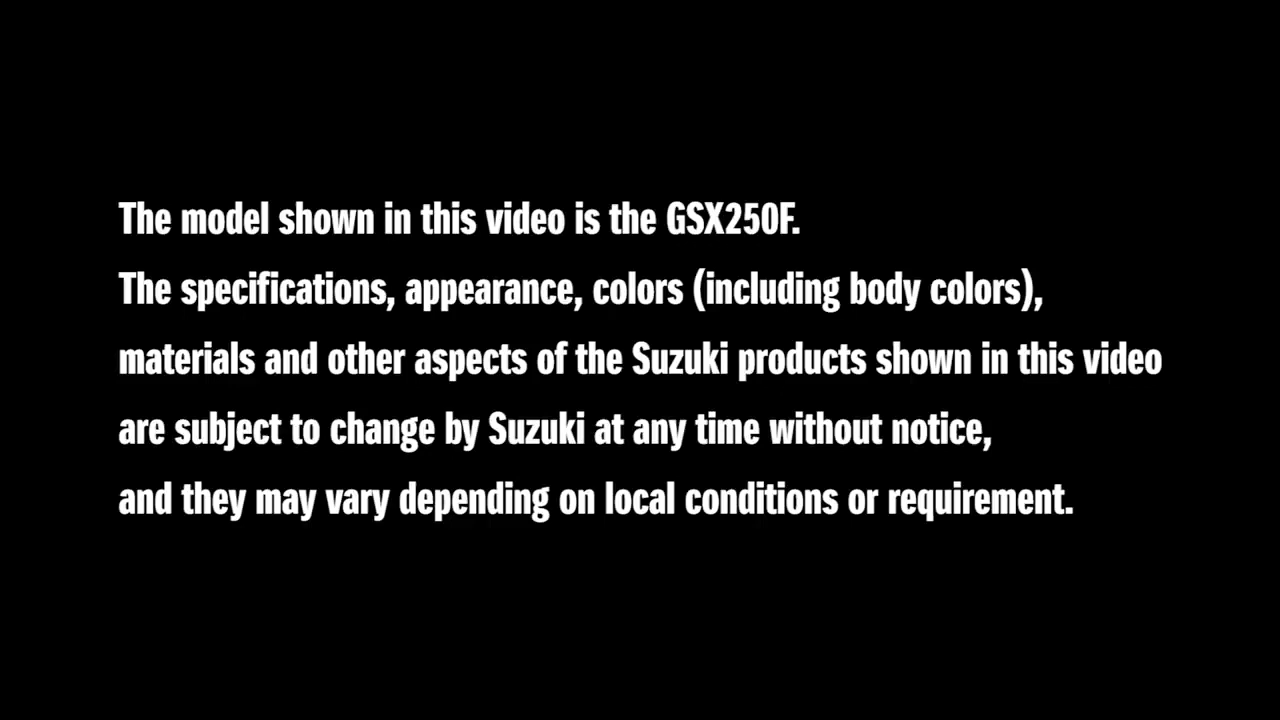 The model shown in this video is the GSX250F.
The specifications, appearance, colors (including body colors),
materials and other aspects of the Suzuki products shown in this video
are subject to change by Suzuki at any time without notice,
and they may vary depending on local conditions or requirement.